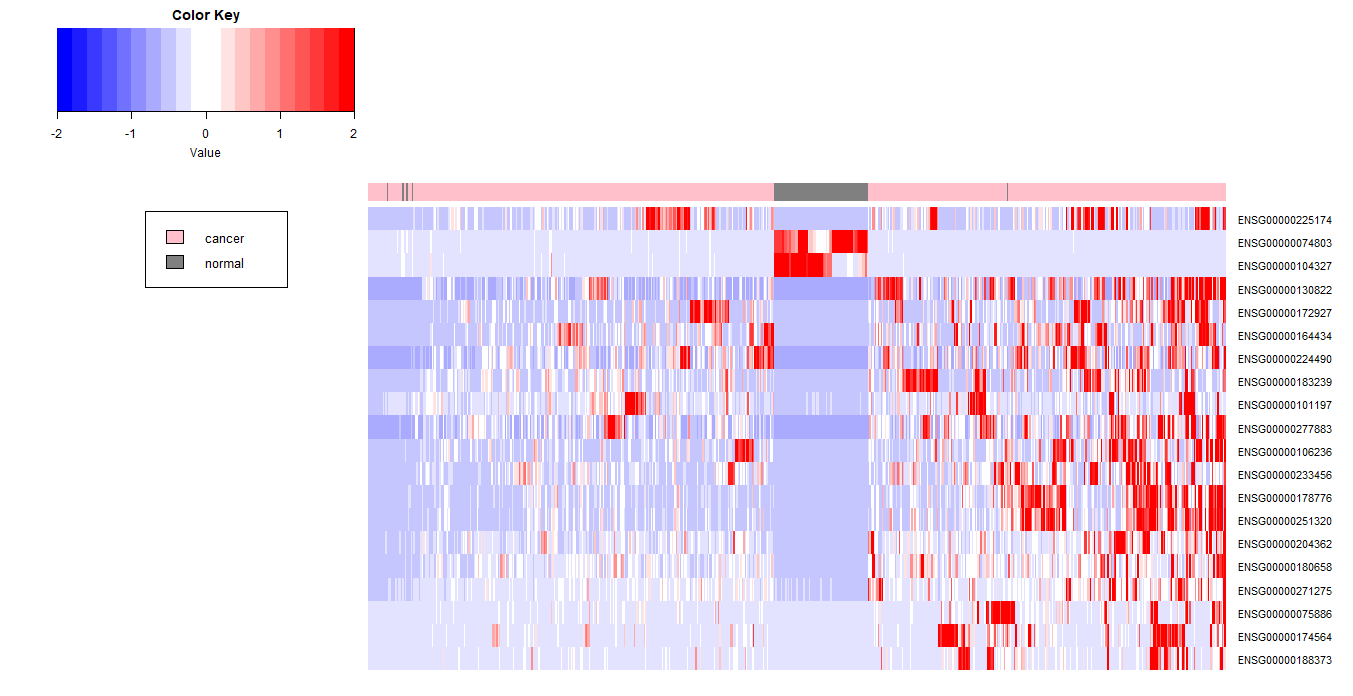 Color Key
-2 -1 0 1 2
Value
cancer
normal
ENSG00000225174
ENSG00000074803
ENSG00000104327
ENSG00000130822
ENSG00000172927
ENSG00000164434
ENSG00000224490
ENSG00000183239
ENSG00000101197
ENSG00000277883
ENSG00000106236
ENSG00000233456
ENSG00000178776
ENSG00000251320
ENSG00000204362
ENSG00000180658
ENSG00000271275
ENSG00000075886
ENSG00000174564
ENSG00000188373